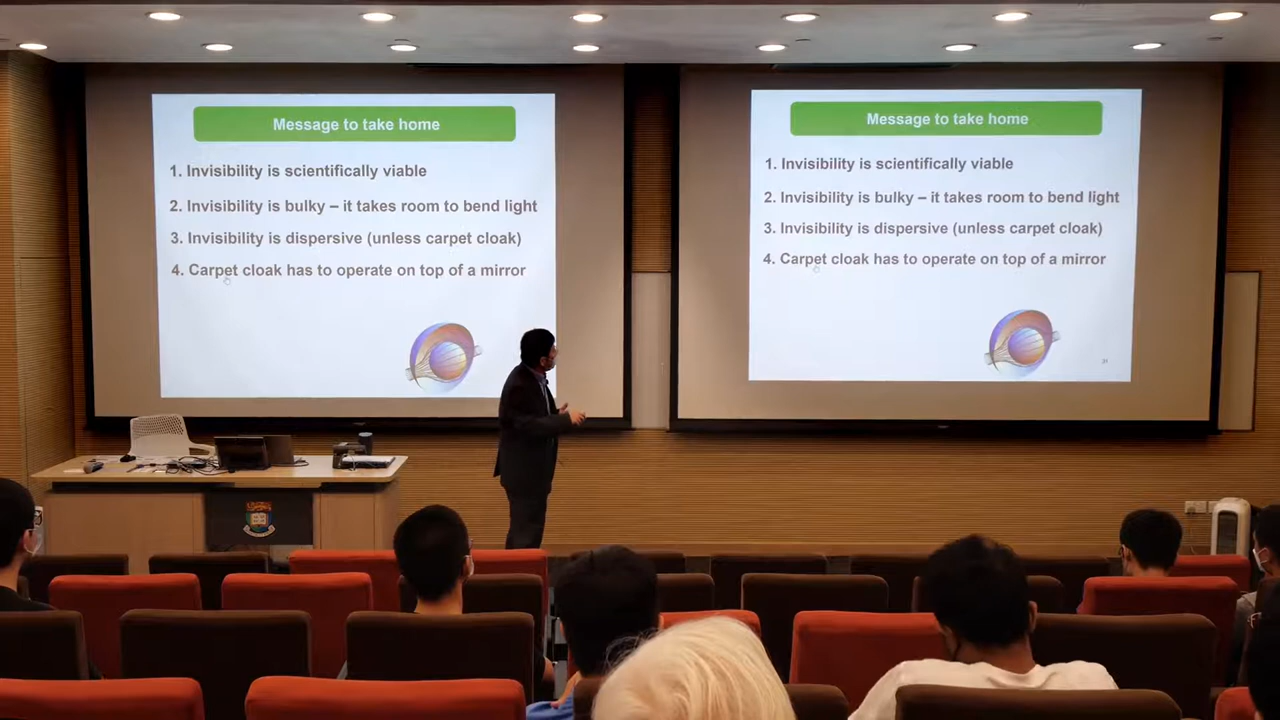 Message to take home
1. Invisibility is scientifically viable
2. Invisibility is bulky – it takes room to bend light
3. Invisibility is dispersive (unless carpet cloak)
4. Carpet cloak has to operate on top of a mirror
Message to take home
1. Invisibility is scientifically viable
2. Invisibility is bulky – it takes room to bend light
3. Invisibility is dispersive (unless carpet cloak)
4. Carpet cloak has to operate on top of a mirror